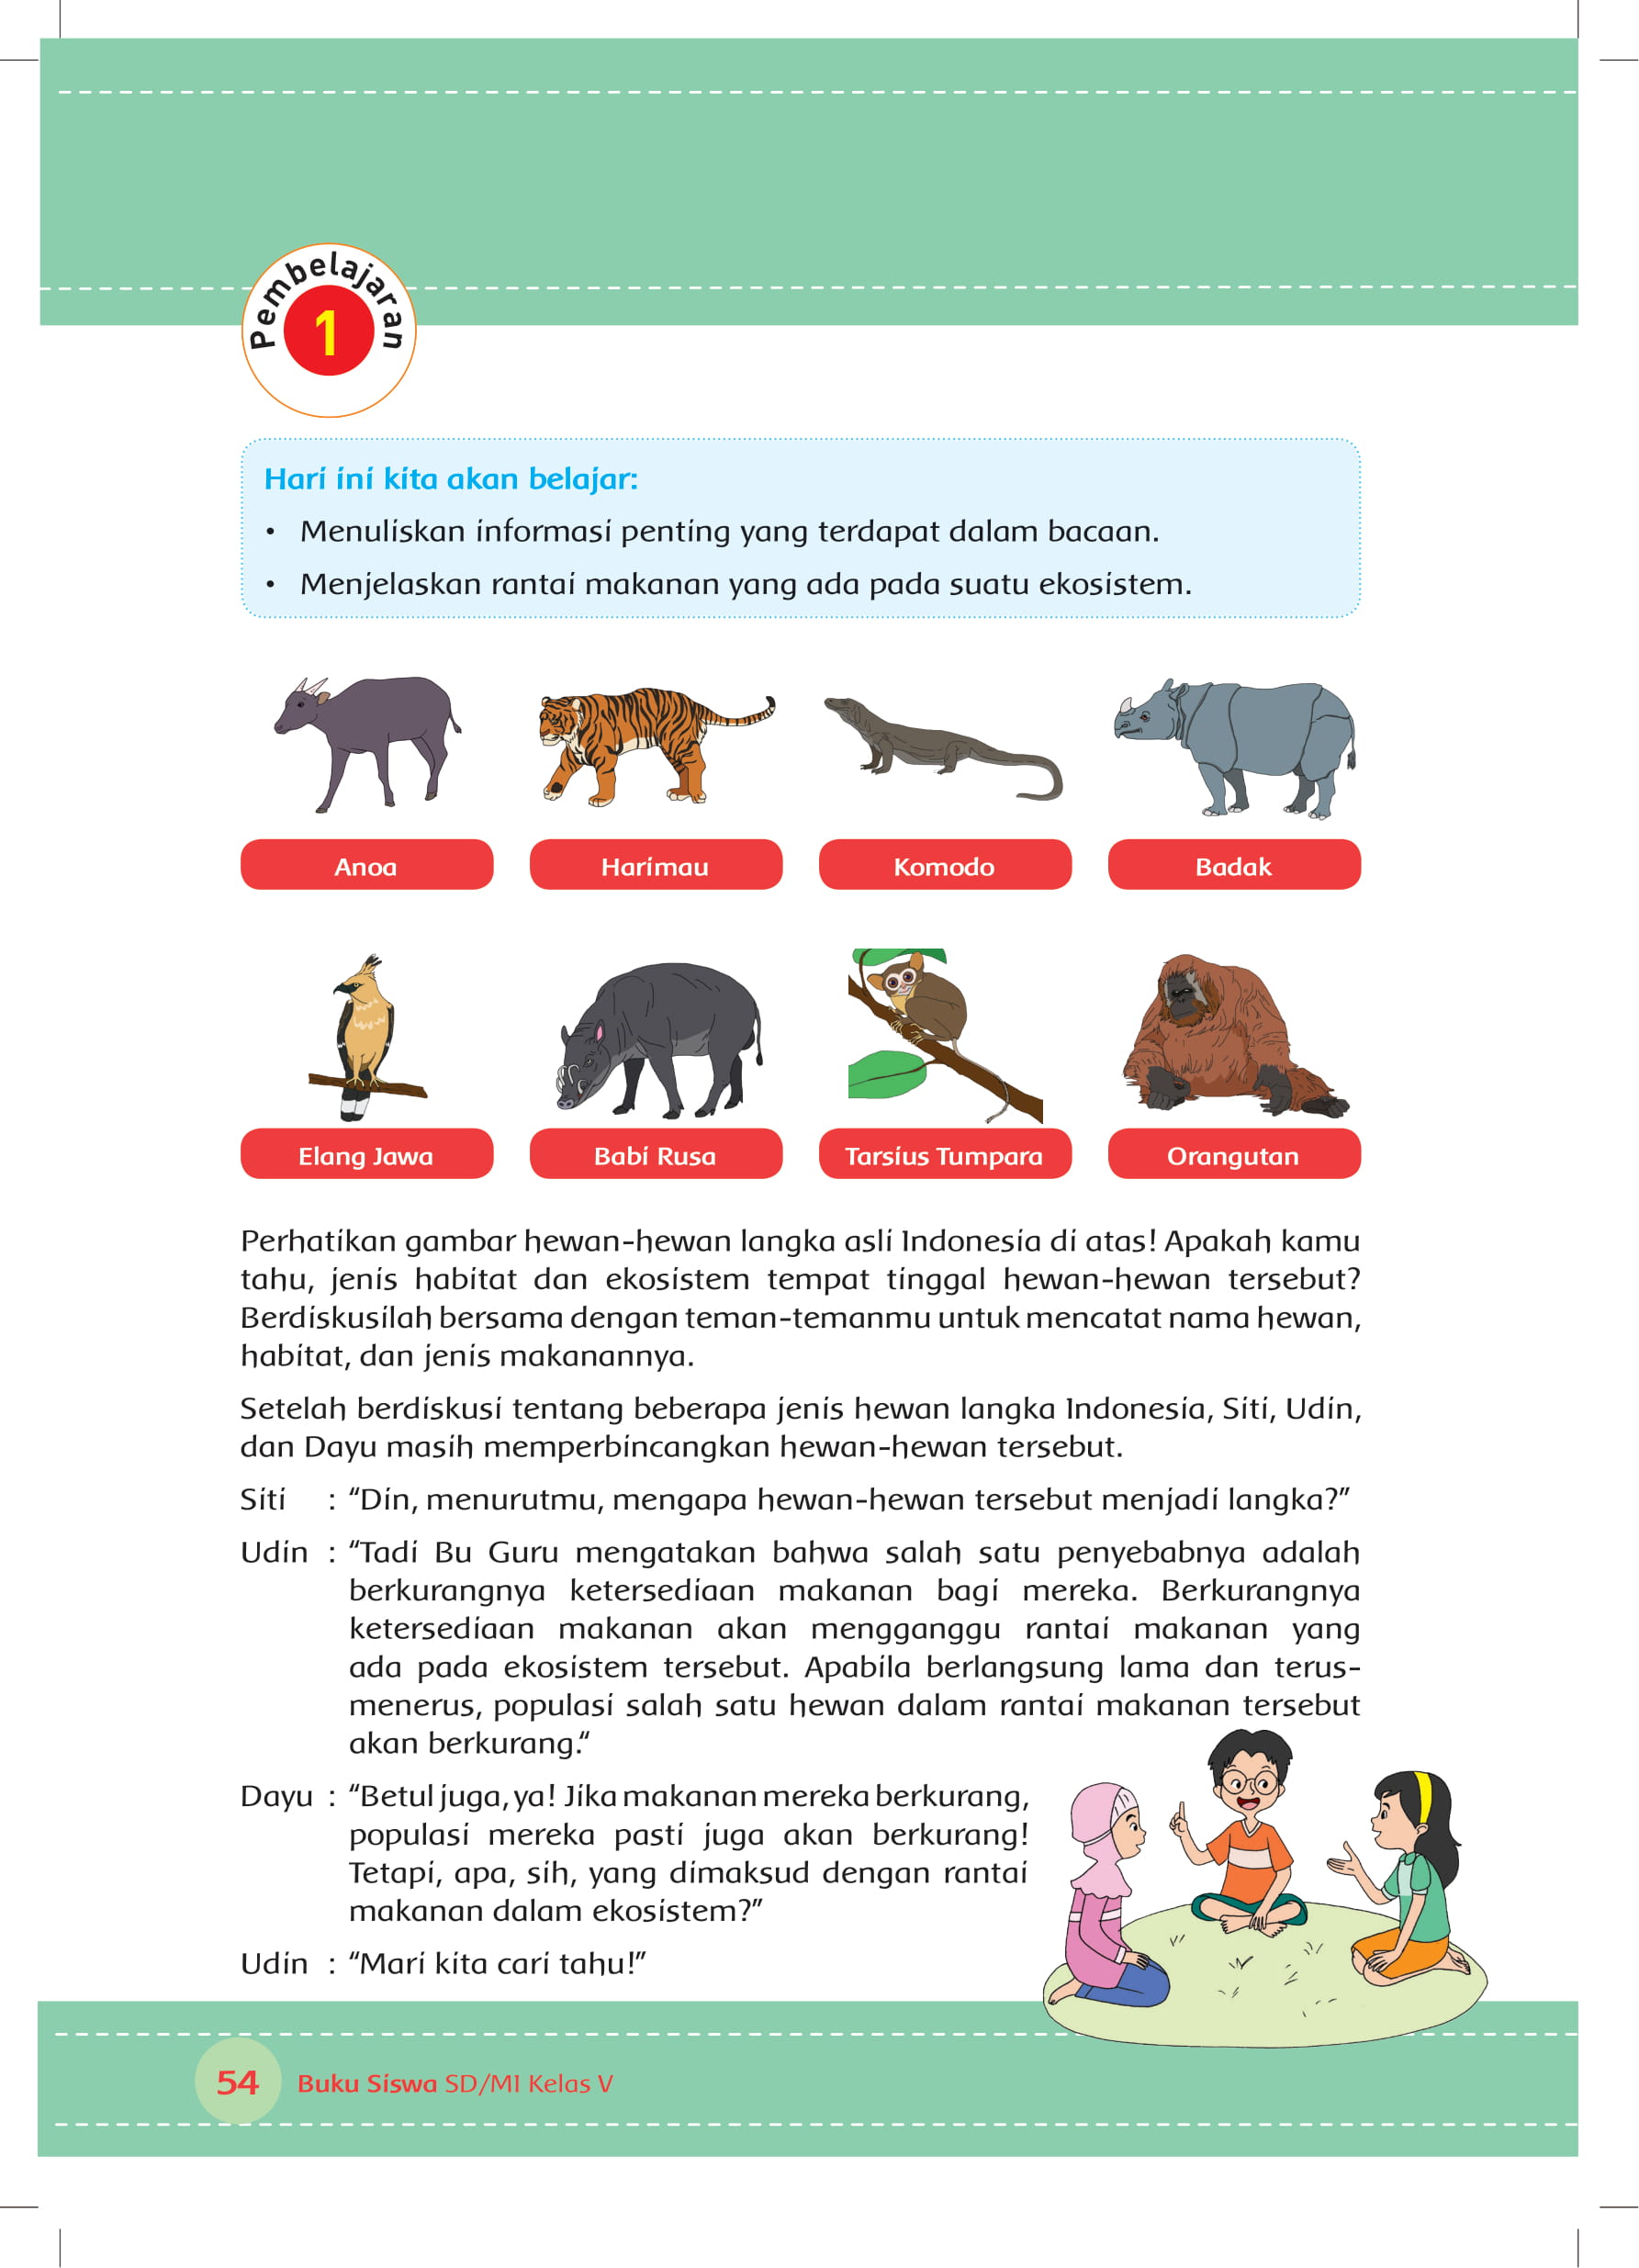 Pembelajaran
1
Hari ini kita akan belajar:
• Menuliskan informasi penting yang terdapat dalam bacaan.
• Menjelaskan rantai makanan yang ada pada suatu ekosistem.
Anoa
Harimau
Komodo
Badak
Elang Jawa
Babi Rusa
Tarsius Tumpara
Orangutan
Perhatikan gambar hewan-hewan langka asli Indonesia di atas! Apakah kamu
tahu, jenis habitat dan ekosistem tempat tinggal hewan-hewan tersebut?
Berdiskusilah bersama dengan teman-temanmu untuk mencatat nama hewan,
habitat, dan jenis makanannya.
Setelah berdiskusi tentang beberapa jenis hewan langka Indonesia, Siti, Udin,
dan Dayu masih memperbincangkan hewan-hewan tersebut.
Siti : “Din, menurutmu, mengapa hewan-hewan tersebut menjadi langka?”
Udin : “Tadi Bu Guru mengatakan bahwa salah satu penyebabnya adalah
berkurangnya ketersediaan makanan bagi mereka. Berkurangnya
ketersediaan makanan akan mengganggu rantai makanan yang
ada pada ekosistem tersebut. Apabila berlangsung lama dan terus-
menerus, populasi salah satu hewan dalam rantai makanan tersebut
akan berkurang.“
Dayu : “Betul juga, ya! Jika makanan mereka berkurang,
populasi mereka pasti juga akan berkurang!
Tetapi, apa, sih, yang dimaksud dengan rantai
makanan dalam ekosistem?”
Udin : “Mari kita cari tahu!”
54 Buku Siswa SD/MI Kelas V